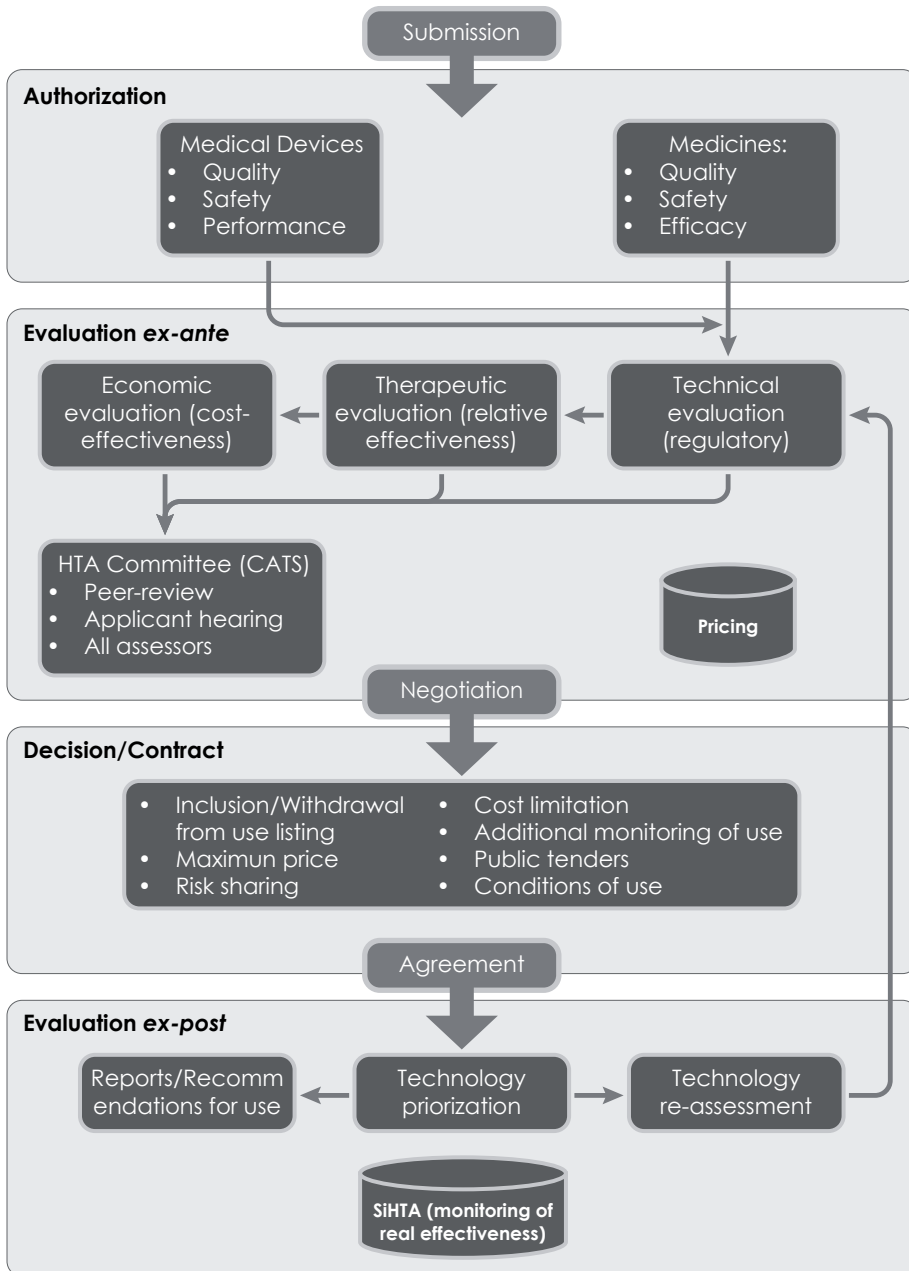 Submission
Authorization
Medical Devices
• Quality
• Safety
• Performance
Medicines:
• Quality
• Safety
• Efficacy
Evaluation ex-ante
Economic
evaluation (cost-
effectiveness)
Therapeutic
evaluation (relative
effectiveness)
Technical
evaluation
(regulatory)
HTA Committee (CATS)
• Peer-review
• Applicant hearing
• All assessors
Pricing
Negotiation
Decision/Contract
• Inclusion/Withdrawal
from use listing
• Maximun price
• Risk sharing
• Cost limitation
• Additional monitoring of use
• Public tenders
• Conditions of use
Agreement
Evaluation ex-post
Reports/Recomm
endations for use
Technology
priorization
Technology
re-assessment
SiHTA (monitoring of
real effectiveness)